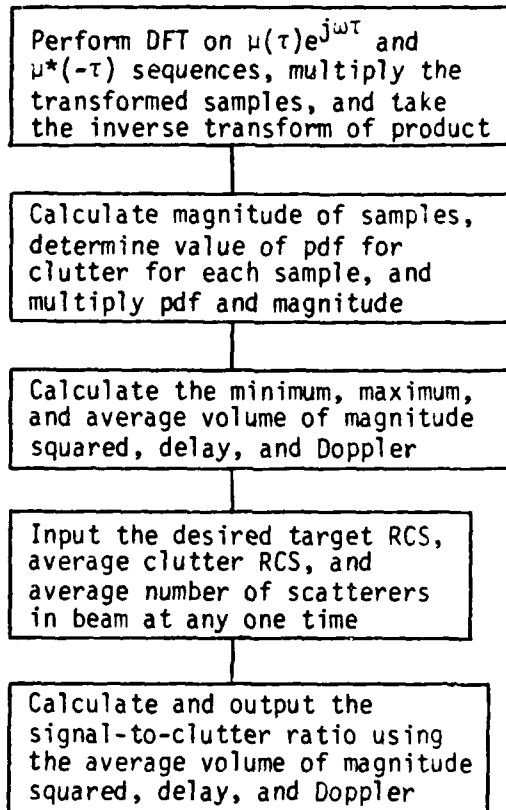 Perform DFT on μ(τ)e^jωτ and
μ*(-τ) sequences, multiply the
transformed samples, and take
the inverse transform of product
Calculate magnitude of samples,
determine value of pdf for
clutter for each sample, and
multiply pdf and magnitude
Calculate the minimum, maximum,
and average volume of magnitude
squared, delay, and Doppler
Input the desired target RCS,
average clutter RCS, and
average number of scatterers
in beam at any one time
Calculate and output the
signal-to-clutter ratio using
the average volume of magnitude
squared, delay, and Doppler